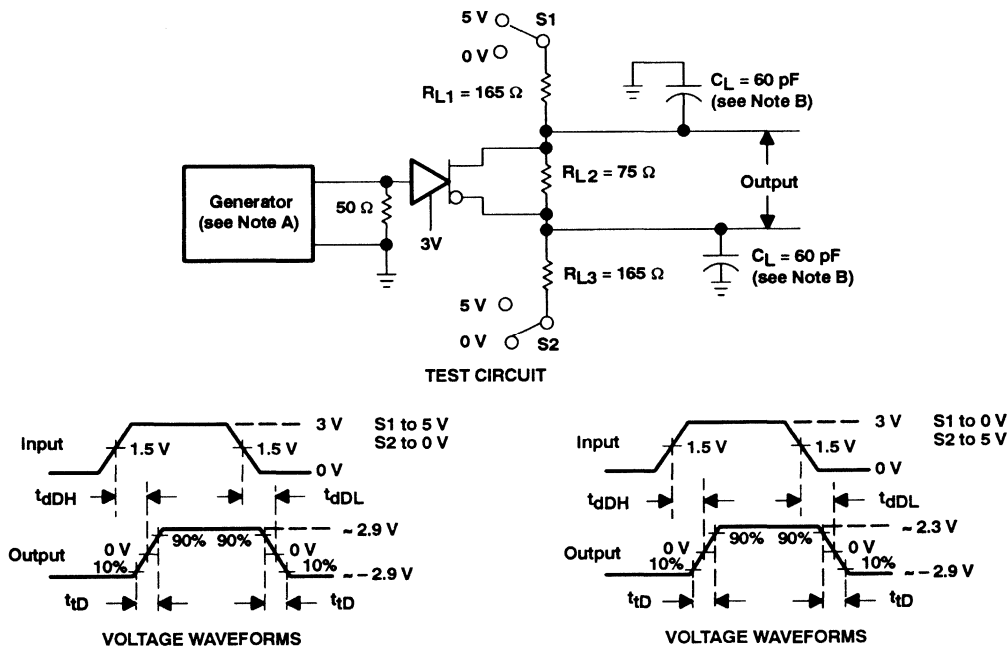 5 V
S1
0 V
RL1 = 165 Ω
CL = 60 pF
(see Note B)
Generator
(see Note A)
50 Ω
3V
RL2 = 75 Ω
Output
RL3 = 165 Ω
CL = 60 pF
(see Note B)
5 V
0 V
S2
TEST CIRCUIT
Input
1.5 V
1.5 V
3 V
0 V
S1 to 5 V
S2 to 0 V
tdDH
tdDL
Output
0 V
10%
90%
90%
0 V
10%
~ 2.9 V
~ – 2.9 V
ttD
ttD
VOLTAGE WAVEFORMS
Input
1.5 V
1.5 V
3 V
0 V
S1 to 0 V
S2 to 5 V
tdDH
tdDL
Output
0 V
10%
90%
90%
0 V
10%
~ 2.3 V
~ – 2.9 V
ttD
ttD
VOLTAGE WAVEFORMS